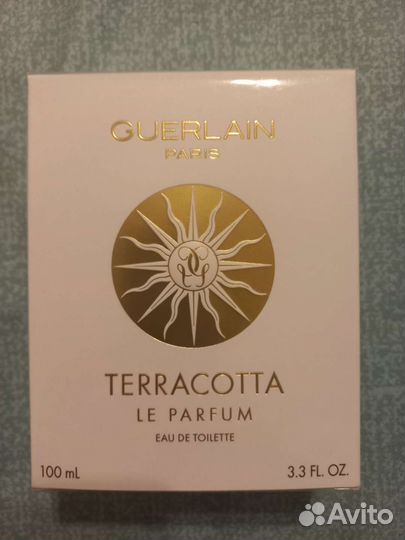 GUERLAIN
PARIS
TERRACOTTA
LE PARFUM
EAU DE TOILETTE
100 mL 3.3 FL. OZ.
Avito